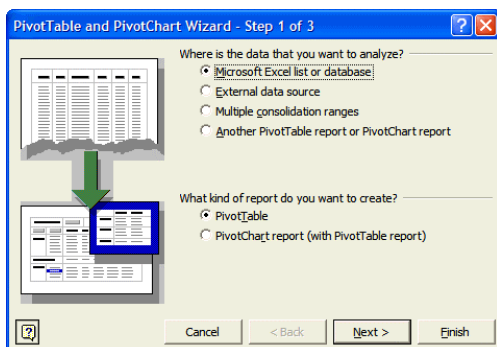 PivotTable and PivotChart Wizard - Step 1 of 3
Where is the data that you want to analyze?
Microsoft Excel list or database
External data source
Multiple consolidation ranges
Another PivotTable report or PivotChart report
What kind of report do you want to create?
PivotTable
PivotChart report (with PivotTable report)
Cancel
< Back
Next >
Finish